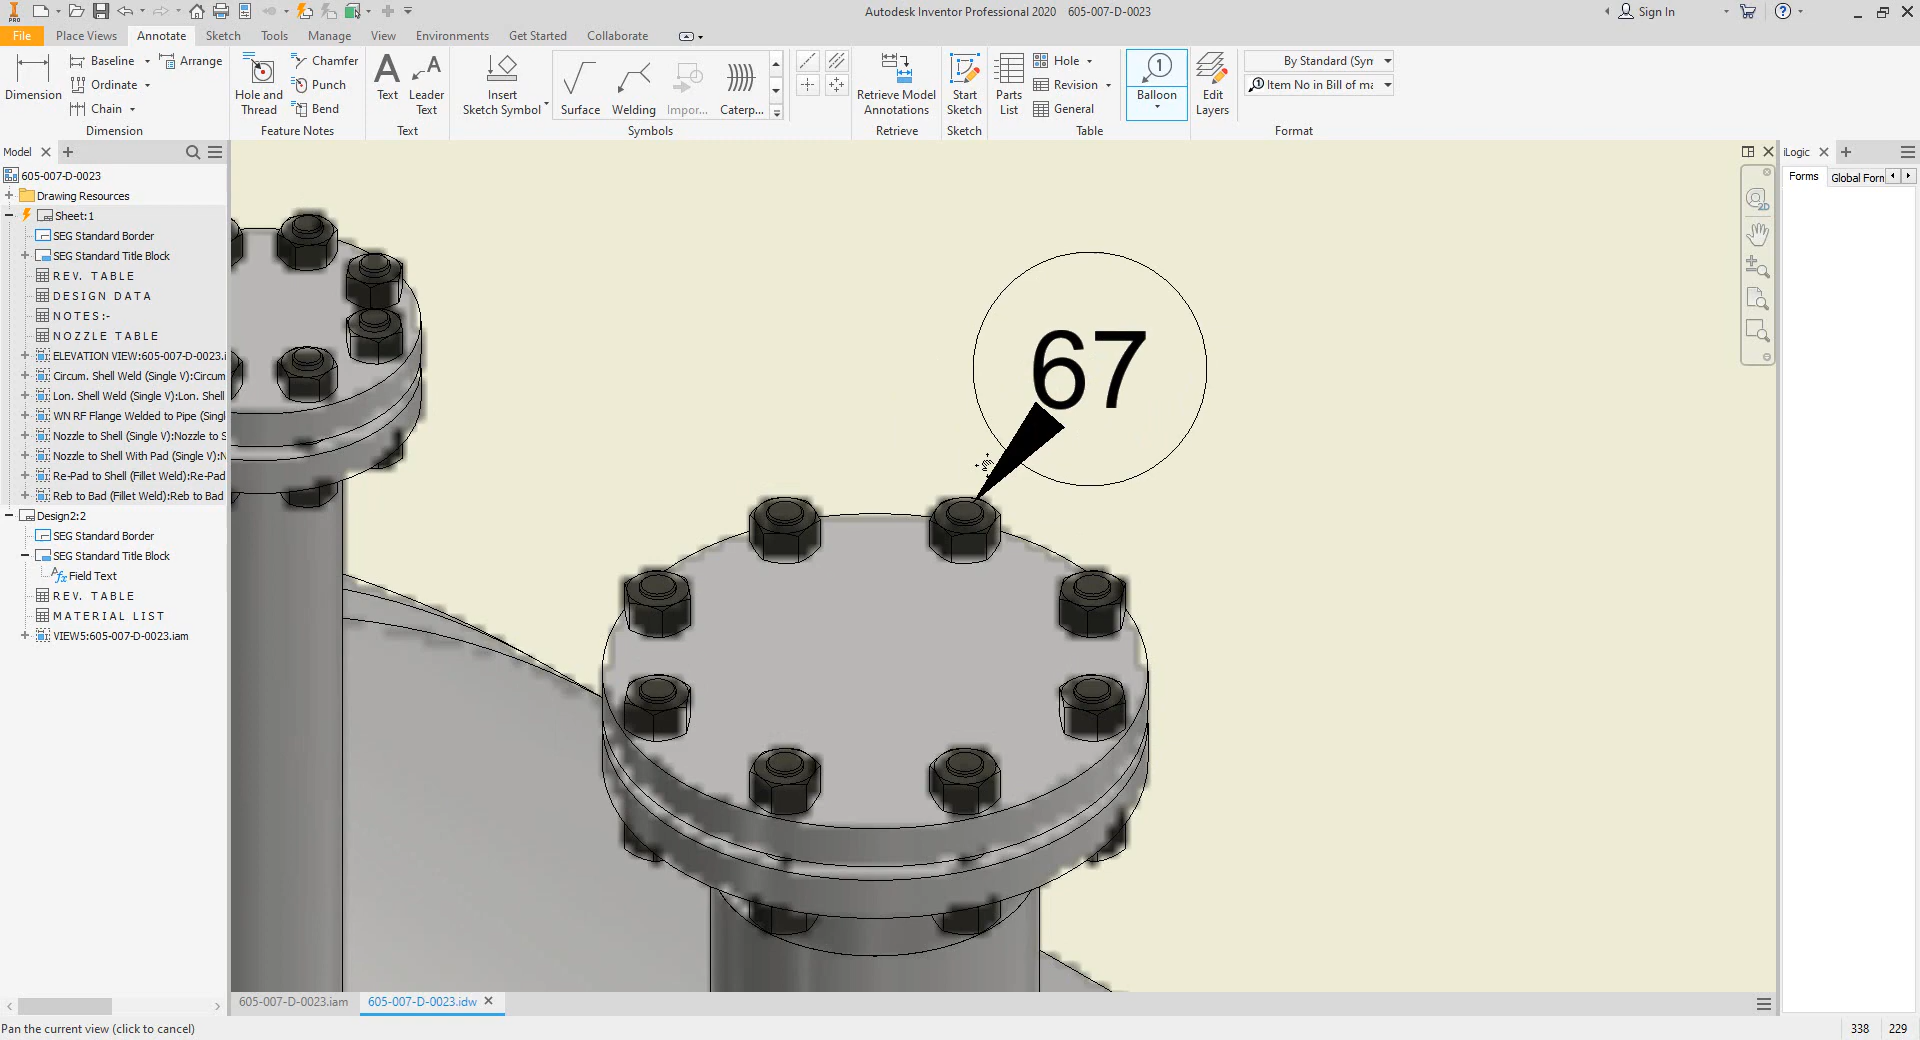 PRO
Autodesk Inventor Professional 2020 605-007-D-0023
Sign In
File Place Views Annotate Sketch Tools Manage View Environments Get Started Collaborate
Dimension
Baseline
Ordinate
Chain
Arrange
Dimension
Hole and Thread
Chamfer
Punch
Bend
Feature Notes
Text
Leader Text
Text
Insert Sketch Symbol
Surface
Welding
Impor...
Caterp...
Symbols
Retrieve Model Annotations
Retrieve
Start Sketch
Sketch
Parts List
Hole
Revision
General
Table
1
Balloon
Edit Layers
By Standard (Sym
Item No in Bill of ma
Format
Model
605-007-D-0023
Drawing Resources
Sheet:1
SEG Standard Border
SEG Standard Title Block
REV. TABLE
DESIGN DATA
NOTES:-
NOZZLE TABLE
ELEVATION VIEW:605-007-D-0023.i
Circum. Shell Weld (Single V):Circum
Lon. Shell Weld (Single V):Lon. Shell
WN RF Flange Welded to Pipe (Singl
Nozzle to Shell (Single V):Nozzle to S
Nozzle to Shell With Pad (Single V):N
Re-Pad to Shell (Fillet Weld):Re-Pad
Reb to Bad (Fillet Weld):Reb to Bad
Design2:2
SEG Standard Border
SEG Standard Title Block
Field Text
REV. TABLE
MATERIAL LIST
VIEW5:605-007-D-0023.iam
67
2D
iLogic
Forms Global Forn
605-007-D-0023.iam 605-007-D-0023.idw
Pan the current view (click to cancel)
338 229